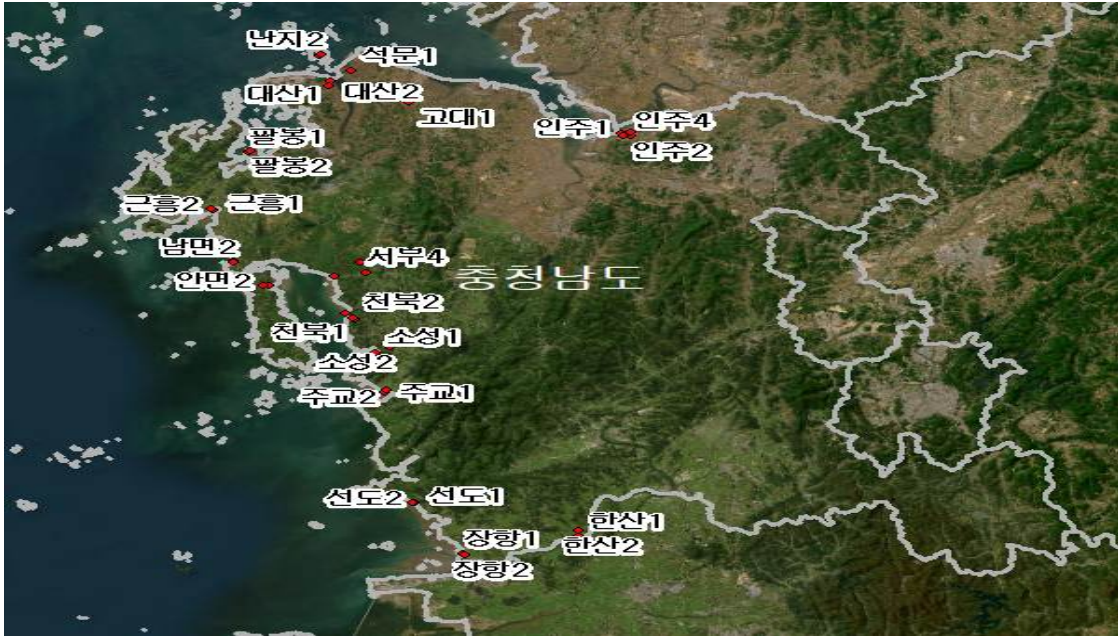 난지2
석문1
대산1
대산2
고대1
인주1
인주4
인주2
팔봉1
팔봉2
근흥2
근흥1
남면2
서부4
안면2
충청남도
천북2
천북1
소성1
소성2
주교2
주교1
선도2
선도1
한산1
한산2
장항1
장항2